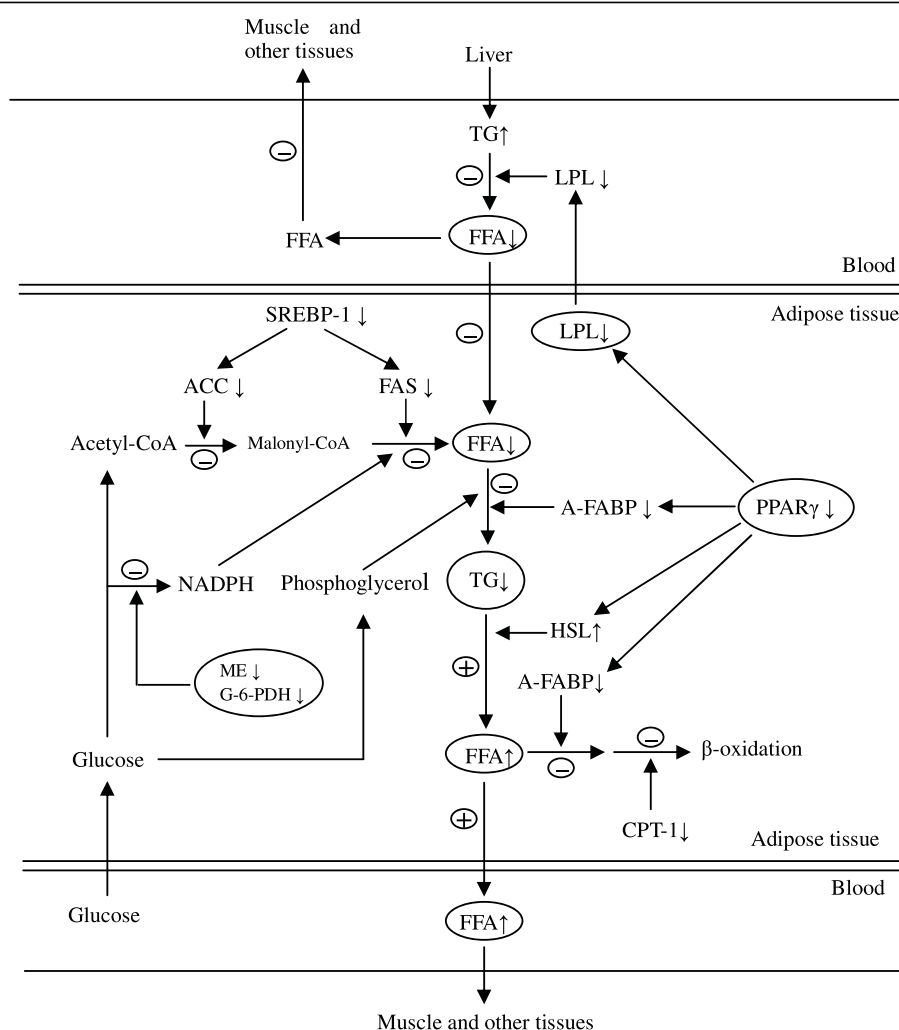 Muscle and
other tissues
Liver
TG↑
−
−
LPL ↓
FFA
FFA↓
Blood
Adipose tissue
SREBP-1 ↓
LPL↓
−
ACC ↓
FAS ↓
Acetyl-CoA
Malonyl-CoA
FFA↓
−
−
−
A-FABP ↓
PPARγ ↓
−
NADPH
Phosphoglycerol
TG↓
HSL↑
ME ↓
G-6-PDH ↓
+
A-FABP↓
−
Glucose
FFA↑
β-oxidation
−
+
CPT-1↓
Adipose tissue
Blood
Glucose
FFA↑
Muscle and other tissues